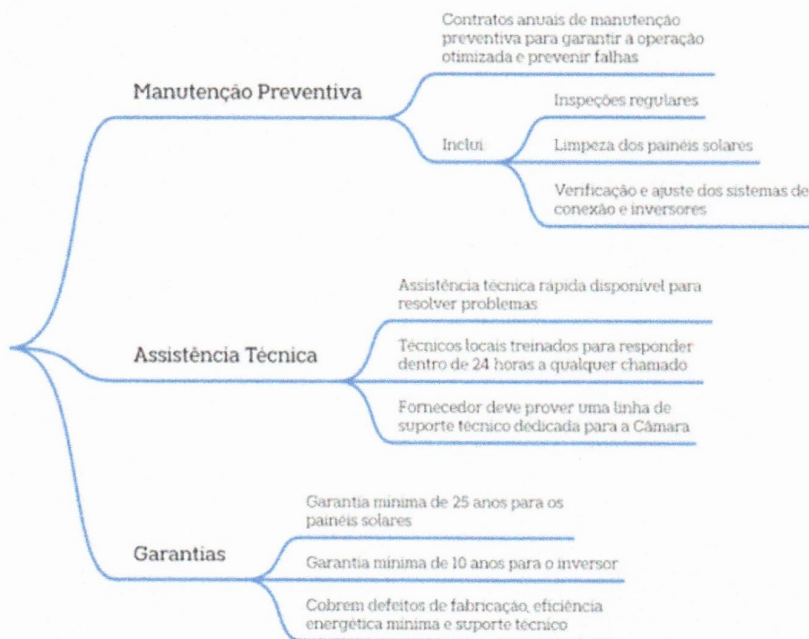 Contratos anuais de manutenção
preventiva para garantir a operação
otimizada e prevenir falhas
Manutenção Preventiva
Inspeções regulares
Inclui
Limpeza dos painéis solares
Verificação e ajuste dos sistemas de
conexão e inversores
Assistência técnica rápida disponível para
resolver problemas
Assistência Técnica
Técnicos locais treinados para responder
dentro de 24 horas a qualquer chamado
Fornecedor deve prover uma linha de
suporte técnico dedicada para a Câmara
Garantia mínima de 25 anos para os
painéis solares
Garantias
Garantia mínima de 10 anos para o inversor
Cobrem defeitos de fabricação, eficiência
energética mínima e suporte técnico